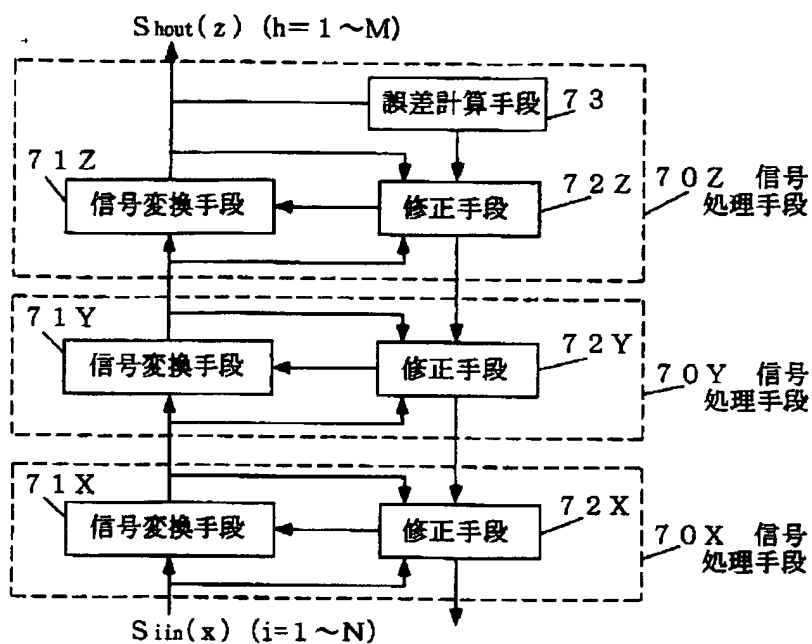 Shout(z) (h=1～M)
誤差計算手段
73
71Z
信号変換手段
72Z
修正手段
70Z 信号
処理手段
71Y
信号変換手段
72Y
修正手段
70Y 信号
処理手段
71X
信号変換手段
72X
修正手段
70X 信号
処理手段
Siin(x) (i=1～N)